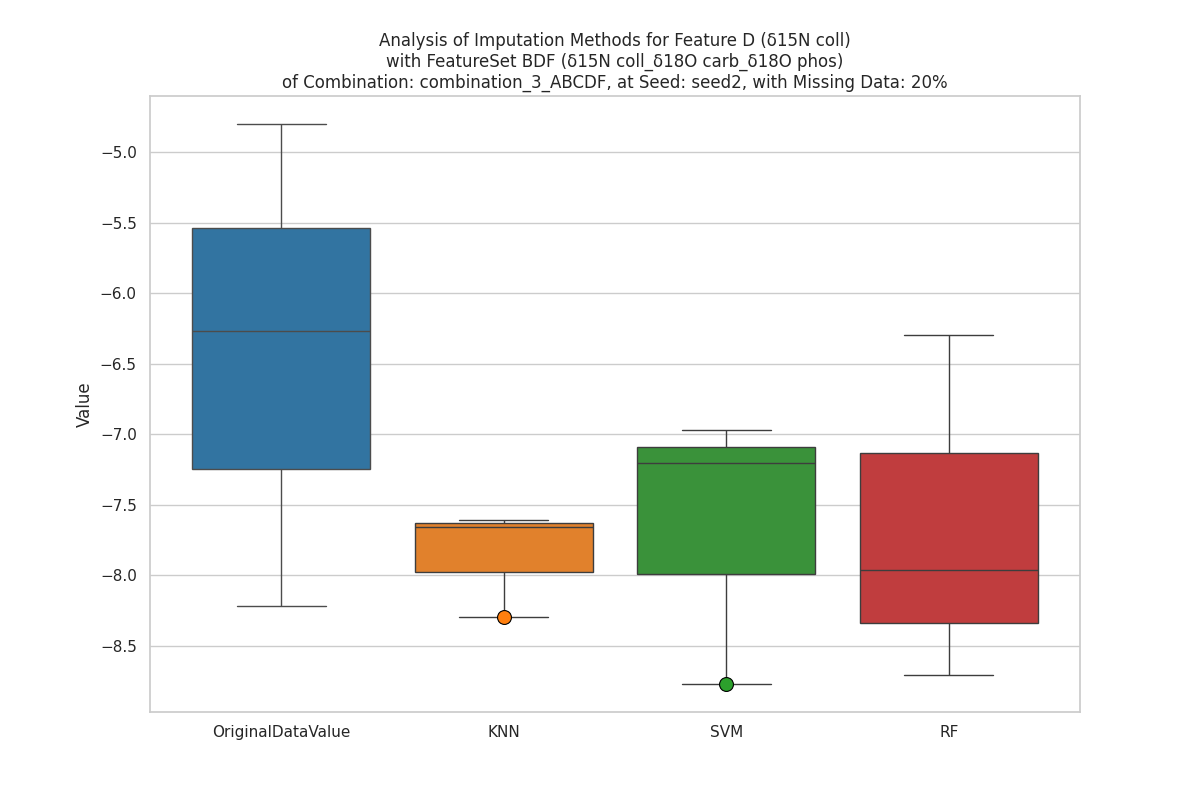 Analysis of Imputation Methods for Feature D (δ15N coll)
with FeatureSet BDF (δ15N coll_δ18O carb_δ18O phos)
of Combination: combination_3_ABCDF, at Seed: seed2, with Missing Data: 20%
Value
−5.0
−5.5
−6.0
−6.5
−7.0
−7.5
−8.0
−8.5
OriginalDataValue
KNN
SVM
RF